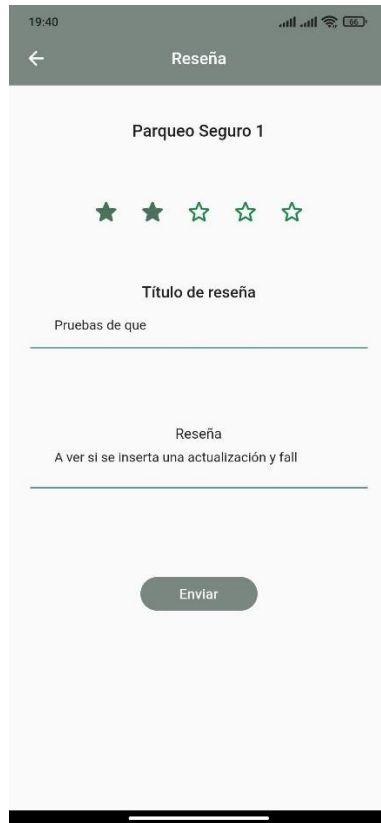 19:40
66
Reseña
Parqueo Seguro 1
Título de reseña
Pruebas de que
Reseña
A ver si se inserta una actualización y fall
Enviar